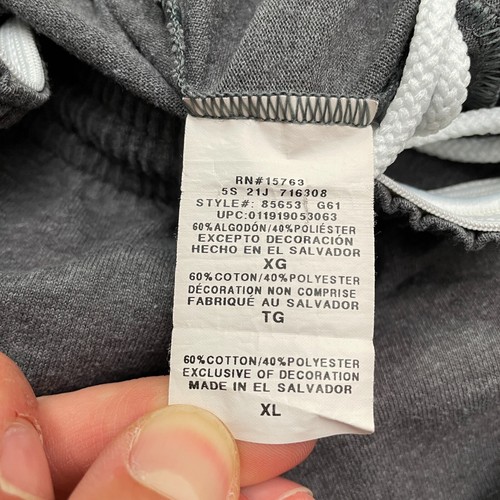 RN#15763
5S 21J 716308
STYLE#: 85653 G61
UPC:011919053063
60%ALGODÓN/40%POLIÉSTER
EXCEPTO DECORACIÓN
HECHO EN EL SALVADOR
XG
60%COTON/40%POLYESTER
DÉCORATION NON COMPRISE
FABRIQUÉ AU SALVADOR
TG
60%COTTON/40%POLYESTER
EXCLUSIVE OF DECORATION
MADE IN EL SALVADOR
XL